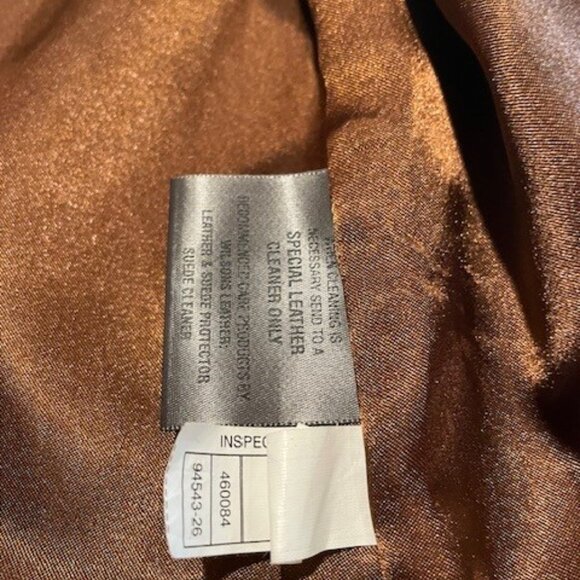 WHEN CLEANING IS
NECESSARY SEND TO A
SPECIAL LEATHER
CLEANER ONLY
RECOMMENDED CARE PRODUCTS BY
WILSONS LEATHER:
LEATHER & SUEDE PROTECTOR
SUEDE CLEANER
INSPEC
460084
94543-26